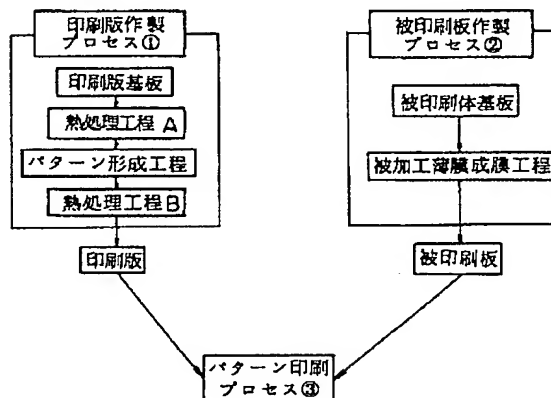 印刷版作製
プロセス①
印刷版基板
熱処理工程A
パターン形成工程
熱処理工程B
印刷版
被印刷板作製
プロセス②
被印刷体基板
被加工薄膜成膜工程
被印刷板
パターン印刷
プロセス③